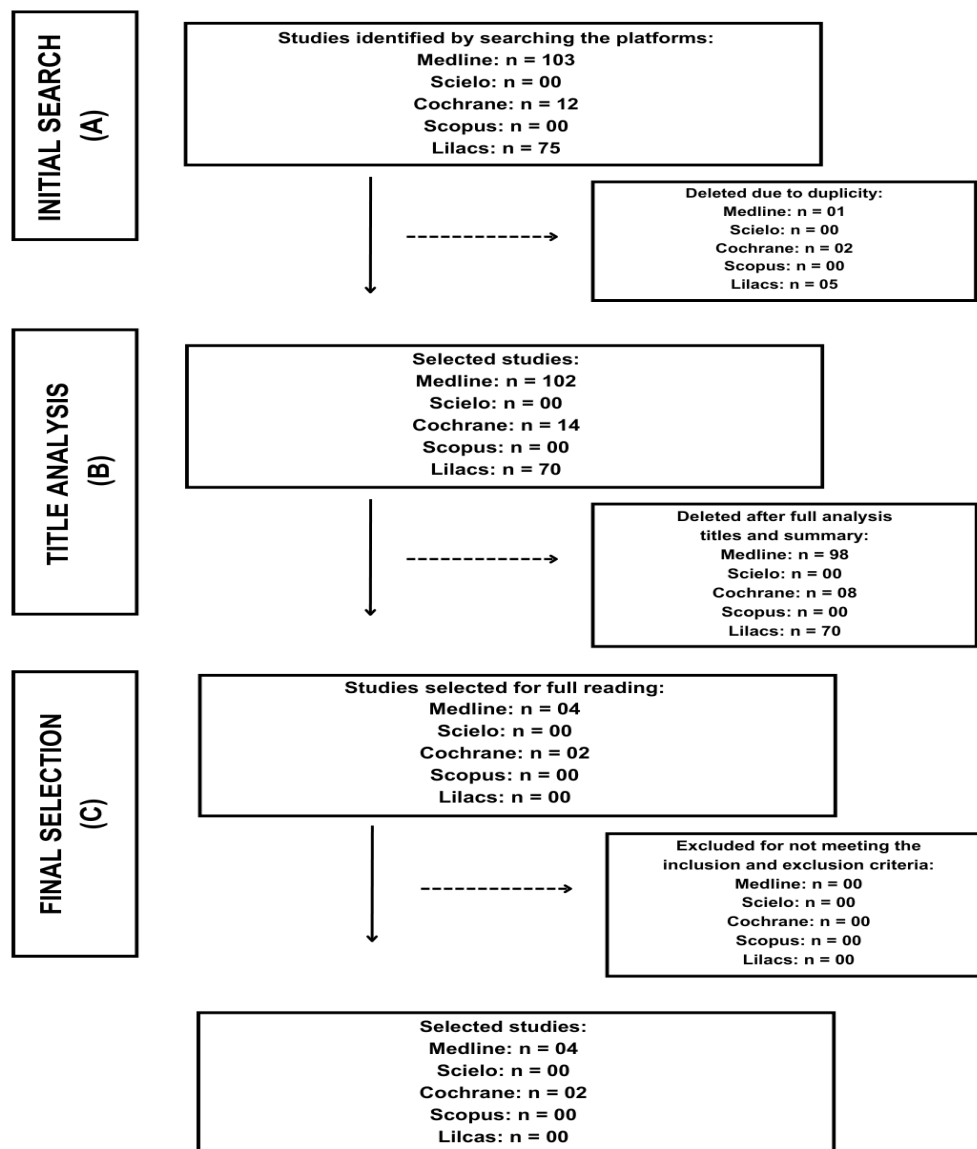 INITIAL SEARCH
(A)
Studies identified by searching the platforms:
Medline: n = 103
Scielo: n = 00
Cochrane: n = 12
Scopus: n = 00
Lilacs: n = 75
Deleted due to duplicity:
Medline: n = 01
Scielo: n = 00
Cochrane: n = 02
Scopus: n = 00
Lilacs: n = 05
TITLE ANALYSIS
(B)
Selected studies:
Medline: n = 102
Scielo: n = 00
Cochrane: n = 14
Scopus: n = 00
Lilacs: n = 70
Deleted after full analysis
titles and summary:
Medline: n = 98
Scielo: n = 00
Cochrane: n = 08
Scopus: n = 00
Lilacs: n = 70
FINAL SELECTION
(C)
Studies selected for full reading:
Medline: n = 04
Scielo: n = 00
Cochrane: n = 02
Scopus: n = 00
Lilacs: n = 00
Excluded for not meeting the
inclusion and exclusion criteria:
Medline: n = 00
Scielo: n = 00
Cochrane: n = 00
Scopus: n = 00
Lilacs: n = 00
Selected studies:
Medline: n = 04
Scielo: n = 00
Cochrane: n = 02
Scopus: n = 00
Lilcas: n = 00